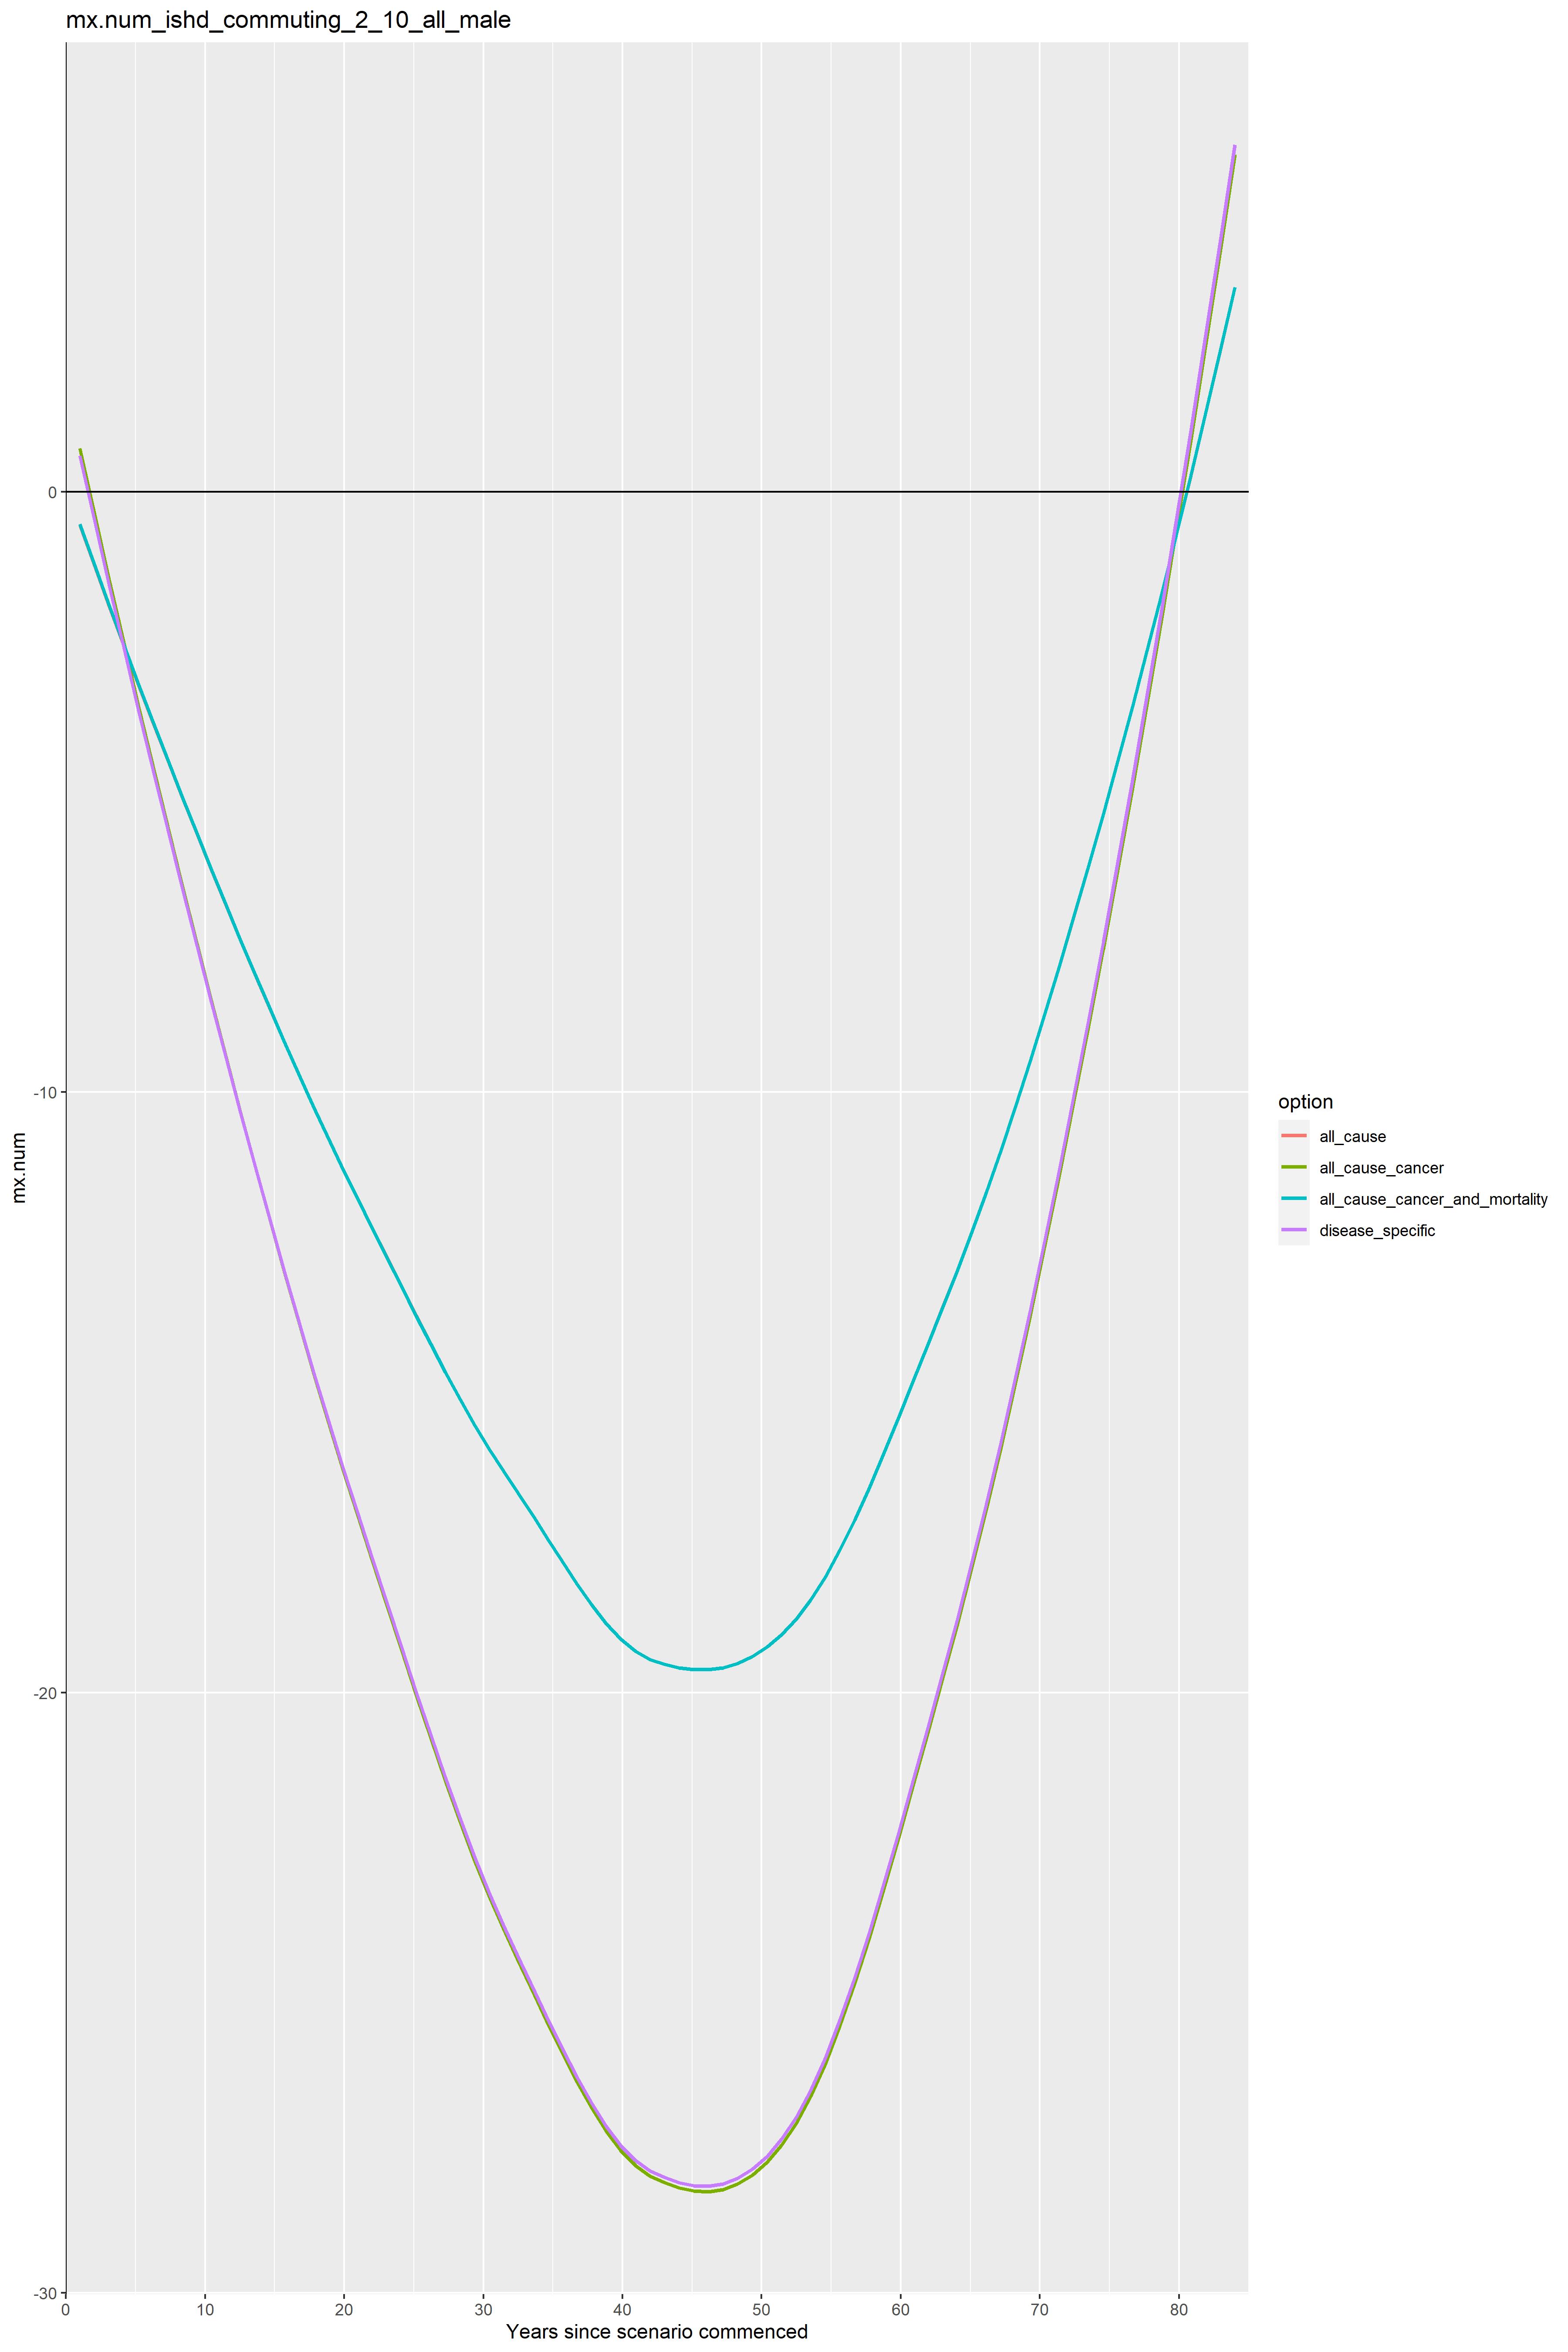 mx.num_ishd_commuting_2_10_all_male
0
-10
-20
-30
mx.num
0 10 20 30 40 50 60 70 80
Years since scenario commenced
option
all_cause
all_cause_cancer
all_cause_cancer_and_mortality
disease_specific